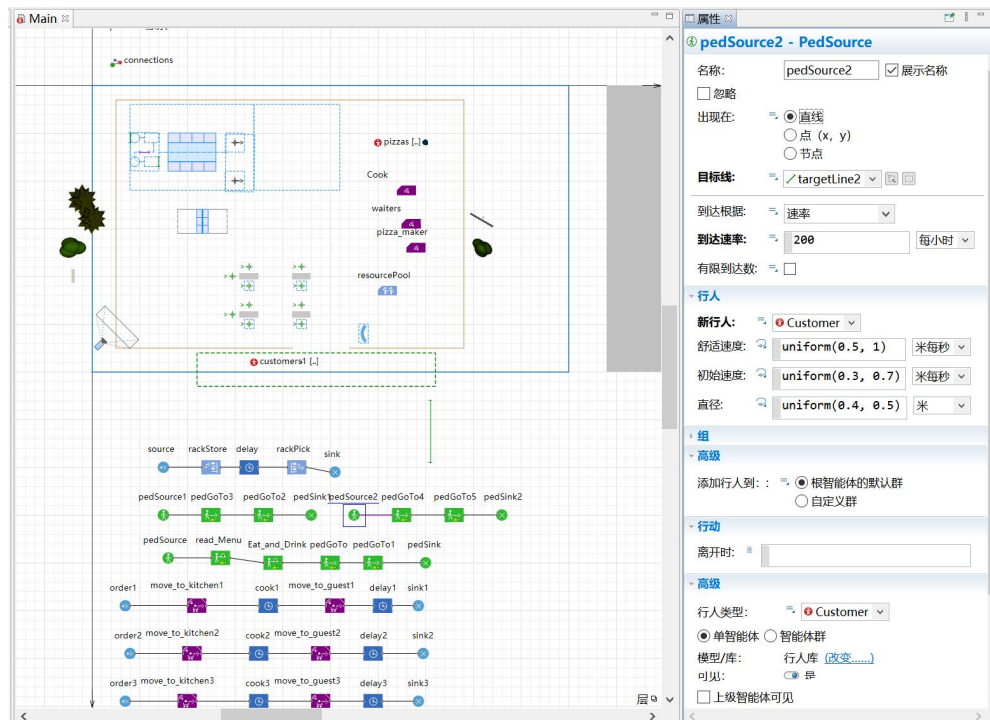 Main
connections
pizzas [..]
Cook
waiters
pizza_maker
resourcePool
customers1 [..]
source rackStore delay rackPick sink
pedSource1 pedGoTo3 pedGoTo2 pedSink1 pedSource2 pedGoTo4 pedGoTo5 pedSink2
pedSource read_Menu Eat_and_Drink pedGoTo pedGoTo1 pedSink
order1 move_to_kitchen1 cook1 move_to_guest1 delay1 sink1
order2 move_to_kitchen2 cook2 move_to_guest2 delay2 sink2
order3 move_to_kitchen3 cook3 move_to_guest3 delay3 sink3
层
属性
pedSource2 - PedSource
名称: pedSource2 展示名称
忽略
出现在: 直线
点 (x, y)
节点
目标线: targetLine2
到达根据: 速率
到达速率: 200 每小时
有限到达数:
行人
新行人: Customer
舒适速度: uniform(0.5, 1) 米每秒
初始速度: uniform(0.3, 0.7) 米每秒
直径: uniform(0.4, 0.5) 米
组
高级
添加行人到: : 根智能体的默认群
自定义群
行动
离开时:
高级
行人类型: Customer
单智能体 智能体群
模型/库: 行人库 (改变......)
可见: 是
上级智能体可见